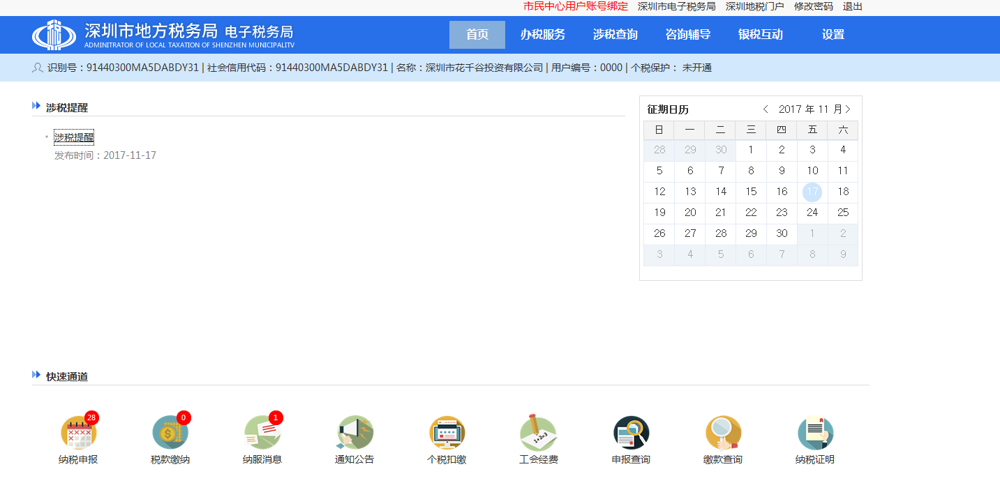 市民中心用户账号绑定 深圳市电子税务局 深圳地税门户 修改密码 退出
深圳市地方税务局 电子税务局
ADMINITRATOR OF LOCAL TAXATION OF SHENZHEN MUNICIPALITV
首页 办税服务 涉税查询 咨询辅导 银税互动 设置
识别号：91440300MA5DABDY31 | 社会信用代码：91440300MA5DABDY31 | 名称：深圳市花千谷投资有限公司 | 用户编号：0000 | 个税保护： 未开通
涉税提醒
涉税提醒
发布时间：2017-11-17
征期日历 < 2017 年 11 月 >
日 一 二 三 四 五 六
28 29 30 1 2 3 4
5 6 7 8 9 10 11
12 13 14 15 16 17 18
19 20 21 22 23 24 25
26 27 28 29 30 1 2
3 4 5 6 7 8 9
快速通道
28 0 1
1+2=3
纳税申报 税款缴纳 纳服消息 通知公告 个税扣缴 工会经费 申报查询 缴款查询 纳税证明